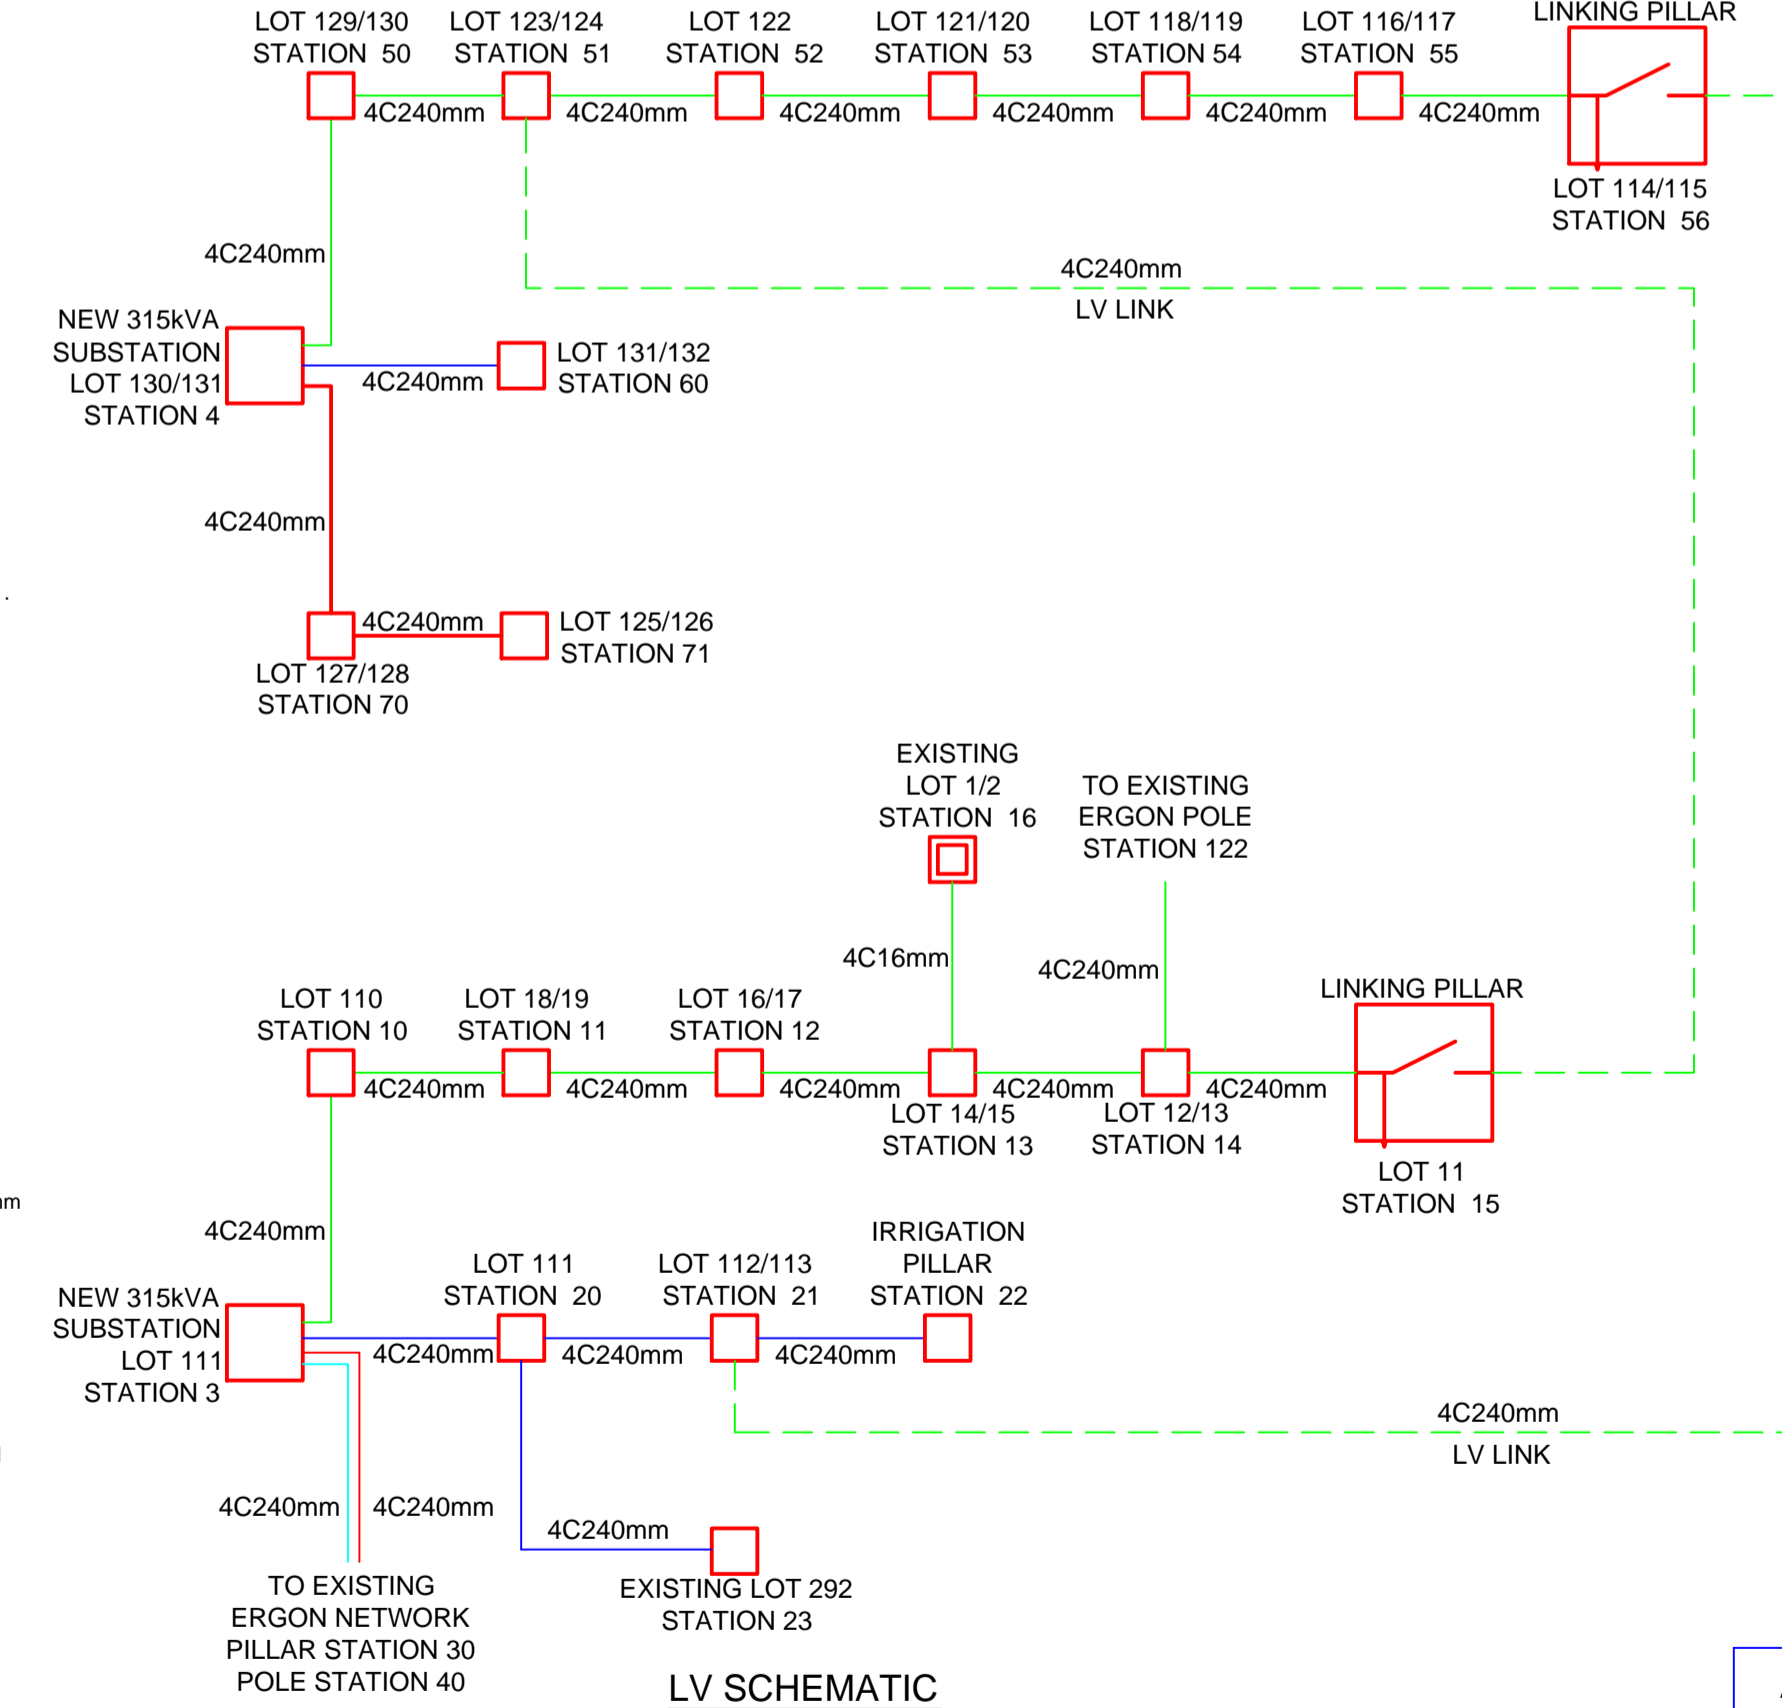 LINKING PILLAR
LOT 129/130
STATION  50
LOT 123/124
STATION  51
LOT 122
STATION  52
LOT 121/120
STATION  53
LOT 118/119
STATION  54
LOT 116/117
STATION  55
4C240mm
4C240mm
4C240mm
4C240mm
4C240mm
4C240mm
LOT 114/115
STATION  56
4C240mm
4C240mm
LV LINK
NEW 315kVA
SUBSTATION
LOT 130/131
STATION 4
4C240mm
LOT 131/132
STATION 60
4C240mm
4C240mm
LOT 125/126
STATION 71
LOT 127/128
STATION 70
EXISTING
LOT 1/2
STATION  16
TO EXISTING
ERGON POLE
STATION 122
4C16mm
4C240mm
LINKING PILLAR
LOT 110
STATION 10
LOT 18/19
STATION 11
LOT 16/17
STATION 12
4C240mm
4C240mm
4C240mm
4C240mm
4C240mm
LOT 14/15
STATION 13
LOT 12/13
STATION 14
LOT 11
STATION  15
4C240mm
LOT 111
STATION  20
LOT 112/113
STATION  21
IRRIGATION
PILLAR
STATION  22
NEW 315kVA
SUBSTATION
LOT 111
STATION 3
4C240mm
4C240mm
4C240mm
4C240mm
LV LINK
4C240mm
4C240mm
4C240mm
EXISTING LOT 292
STATION 23
TO EXISTING
ERGON NETWORK
PILLAR STATION 30
POLE STATION 40
LV SCHEMATIC